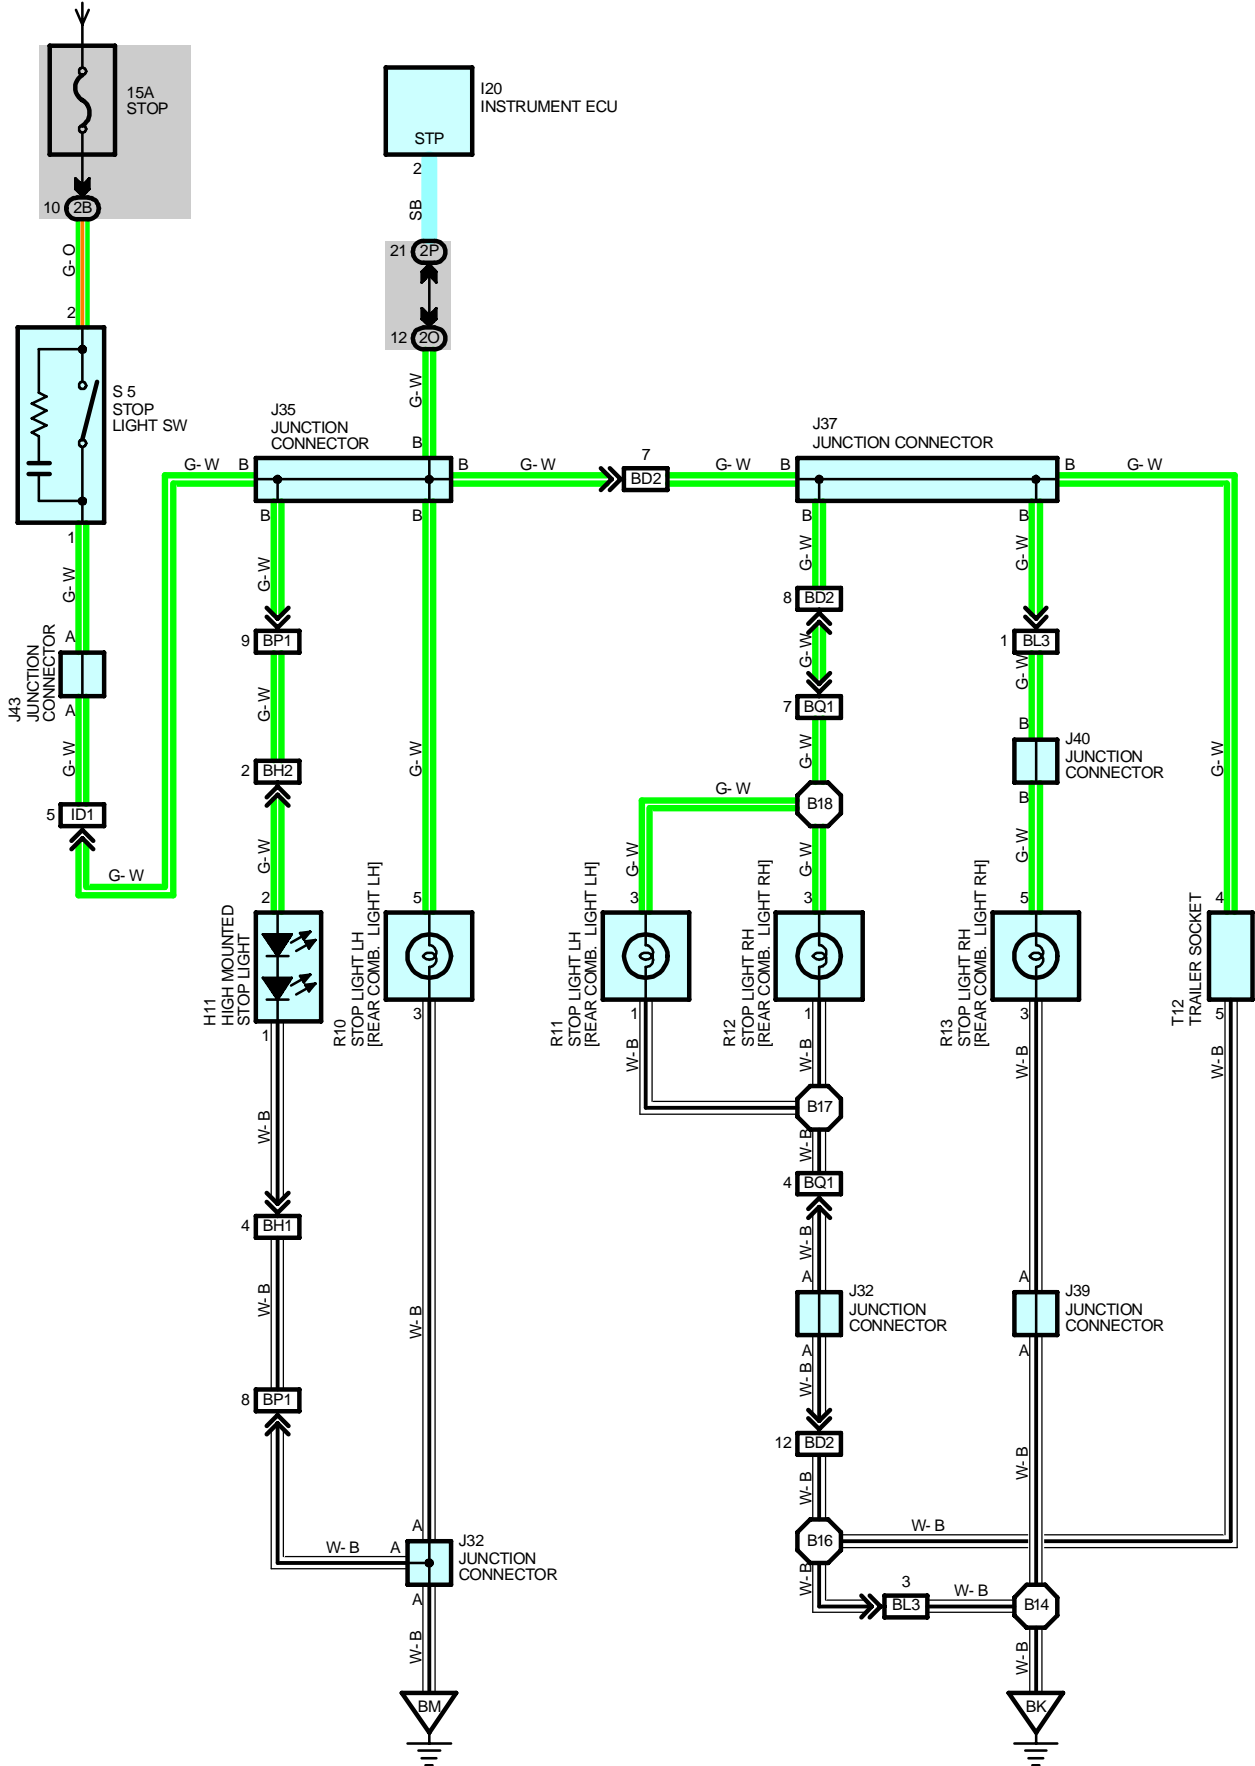 15A
STOP
10 2B
G-O
2
S 5
STOP
LIGHT SW
1
G-W
A
J43
JUNCTION
CONNECTOR
A
G-W
5 ID1
G-W
I20
INSTRUMENT ECU
STP
2
SB
21 2P
12 2O
G-W
B
J35
JUNCTION
CONNECTOR
G-W B
B G-W
7
BD2
G-W B
J37
JUNCTION CONNECTOR
B G-W
B
B
B
B
G-W
9 BP1
G-W
2 BH2
G-W
2
H11
HIGH MOUNTED
STOP LIGHT
1
W-B
4 BH1
W-B
8 BP1
W-B A
G-W
5
R10
STOP LIGHT LH
[REAR COMB. LIGHT LH]
3
W-B
A
J32
JUNCTION
CONNECTOR
A
W-B
BM
G-W
8 BD2
G-W
7 BQ1
G-W
B18
G-W
G-W
3
R11
STOP LIGHT LH
[REAR COMB. LIGHT LH]
1
W-B
G-W
3
R12
STOP LIGHT RH
[REAR COMB. LIGHT RH]
1
W-B
B17
W-B
4 BQ1
W-B
A
J32
JUNCTION
CONNECTOR
A
W-B
12 BD2
W-B
B16
W-B
W-B
3
BL3
W-B
G-W
1 BL3
G-W
B
J40
JUNCTION
CONNECTOR
B
G-W
5
R13
STOP LIGHT RH
[REAR COMB. LIGHT RH]
3
W-B
A
J39
JUNCTION
CONNECTOR
A
W-B
B14
W-B
BK
G-W
4
T12
TRAILER SOCKET
5
W-B